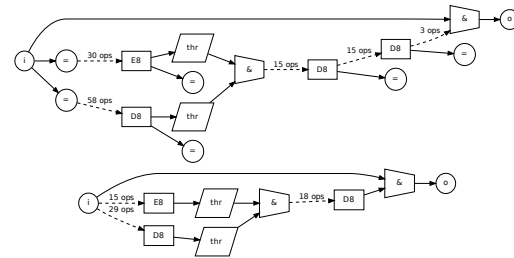 &
o
3 ops
i
=
30 ops
E8
thr
=
&
15 ops
D8
15 ops
D8
=
=
=
58 ops
D8
thr
=
i
15 ops
E8
thr
&
18 ops
D8
&
o
29 ops
D8
thr